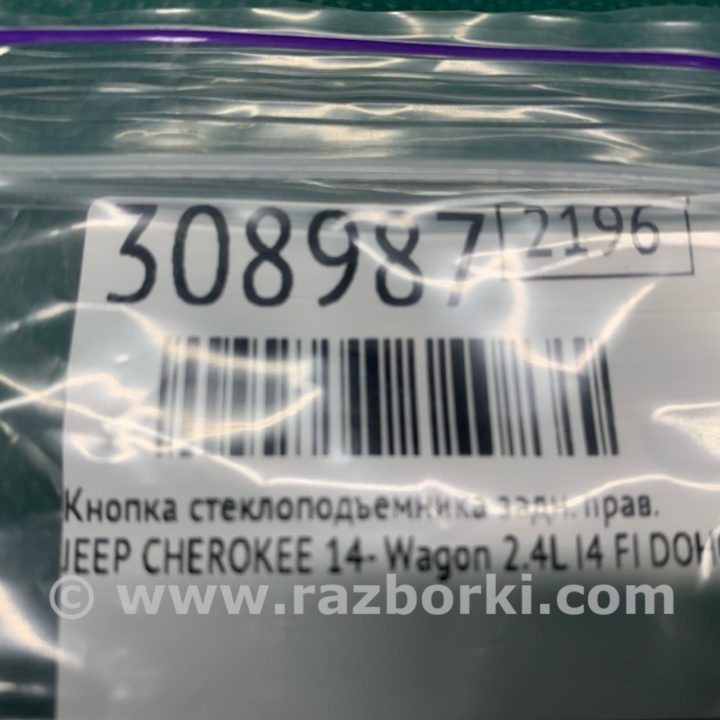 308987 2196
Кнопка стеклоподъемника задн. прав.
JEEP CHEROKEE 14- Wagon 2.4L I4 FI DOHC
© www.razborki.com